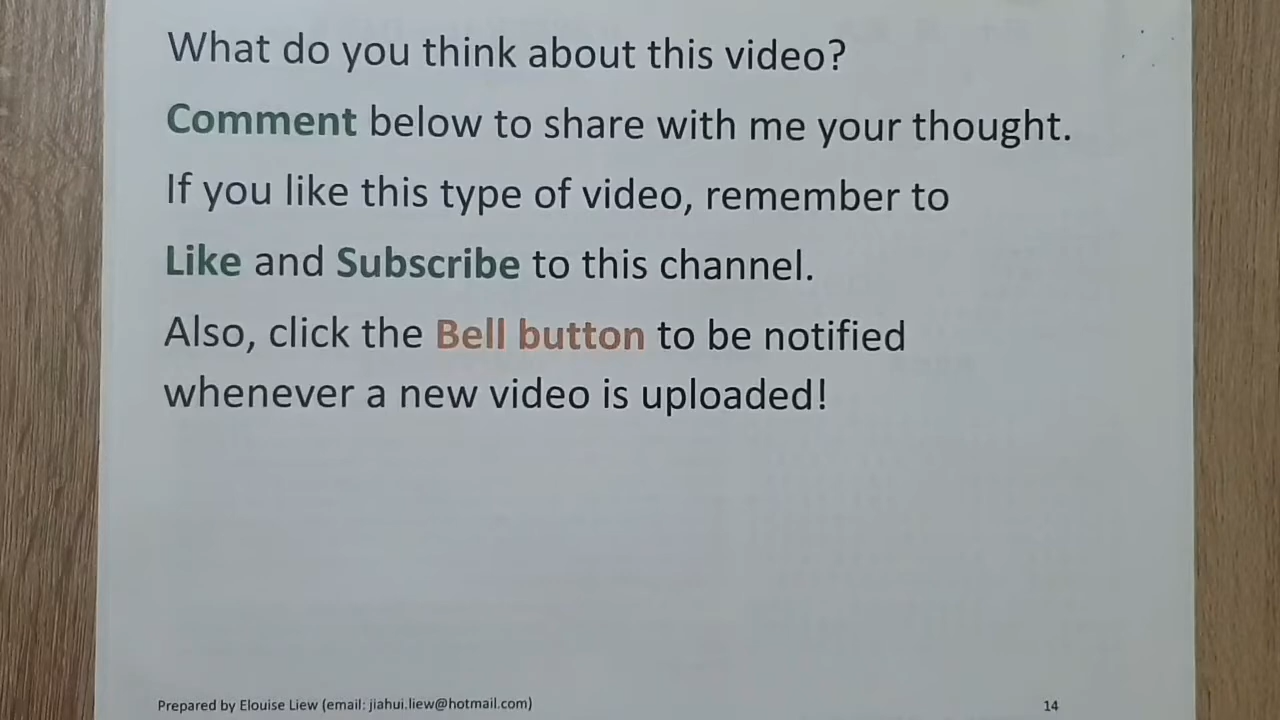 What do you think about this video?
Comment below to share with me your thought.
If you like this type of video, remember to
Like and Subscribe to this channel.
Also, click the Bell button to be notified
whenever a new video is uploaded!
Prepared by Elouise Liew (email: jiahui.liew@hotmail.com) 14